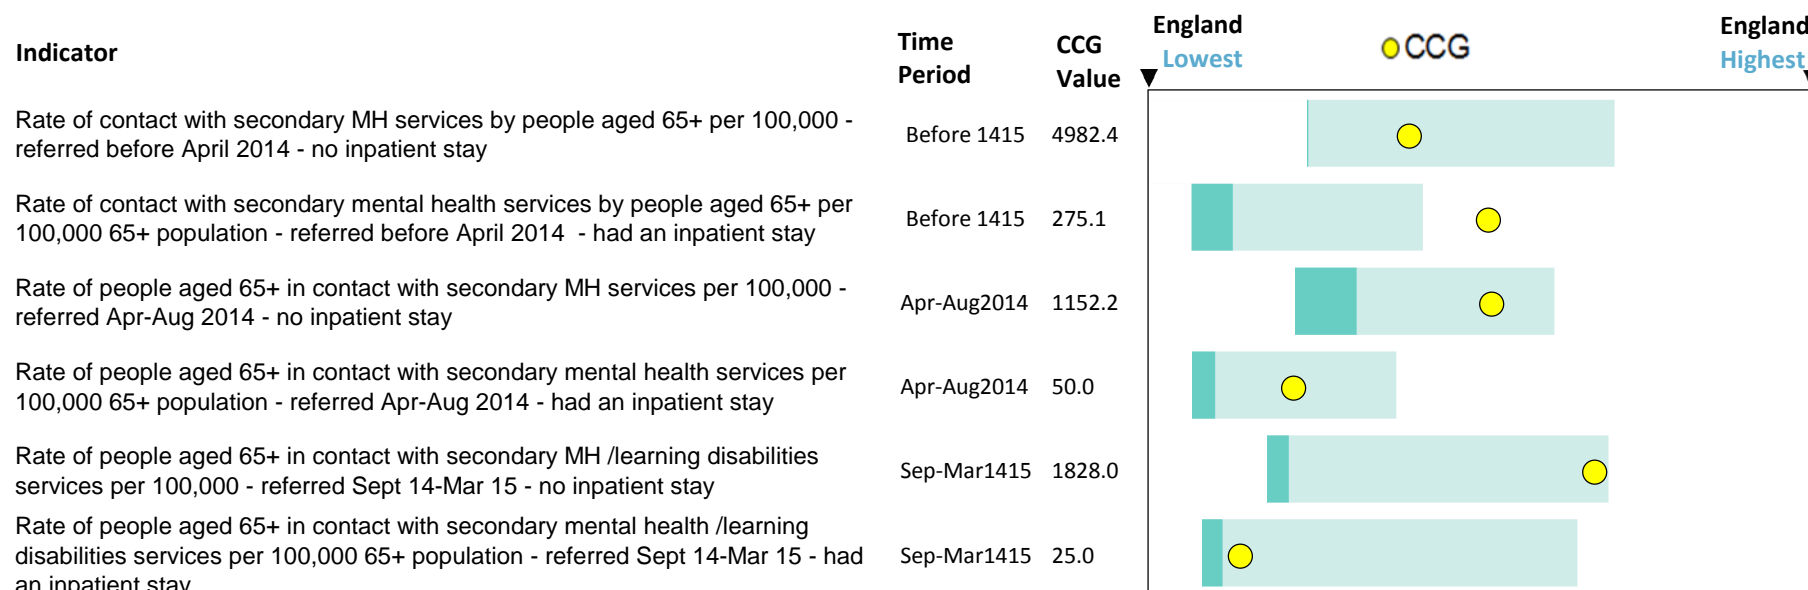 Indicator
Time Period
CCG Value
England Lowest
CCG
England Highest
Rate of contact with secondary MH services by people aged 65+ per 100,000 -
referred before April 2014 - no inpatient stay
Before 1415
4982.4
Rate of contact with secondary mental health services by people aged 65+ per
100,000 65+ population - referred before April 2014  - had an inpatient stay
Before 1415
275.1
Rate of people aged 65+ in contact with secondary MH services per 100,000 -
referred Apr-Aug 2014 - no inpatient stay
Apr-Aug2014
1152.2
Rate of people aged 65+ in contact with secondary mental health services per
100,000 65+ population - referred Apr-Aug 2014 - had an inpatient stay
Apr-Aug2014
50.0
Rate of people aged 65+ in contact with secondary MH /learning disabilities
services per 100,000 - referred Sept 14-Mar 15 - no inpatient stay
Sep-Mar1415
1828.0
Rate of people aged 65+ in contact with secondary mental health /learning
disabilities services per 100,000 65+ population - referred Sept 14-Mar 15 - had
an inpatient stay
Sep-Mar1415
25.0